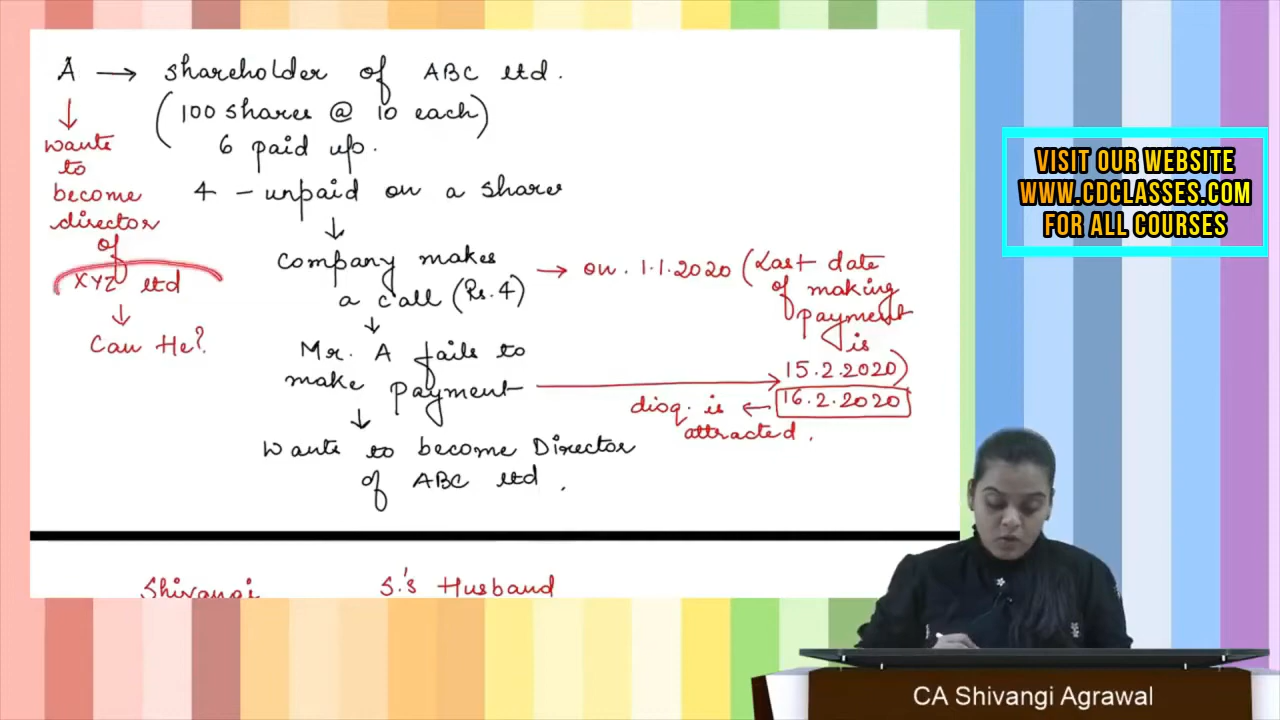 A → shareholder of ABC ltd.
(100 shares @ 10 each)
6 paid up.
4 - unpaid on a share
↓
Company makes
a call (Rs. 4)
→ on 1.1.2020 (Last date
of making
payment
is
15.2.2020)
↓
Mr. A fails to
make payment
→ 16.2.2020
disq. is ←
attracted.
↓
Wants to become Director
of ABC ltd.
↓
wants
to
become
director
of
XYZ ltd
↓
Can He?
Shivangi
S.'s Husband
VISIT OUR WEBSITE
WWW.CDCLASSES.COM
FOR ALL COURSES
CA Shivangi Agrawal